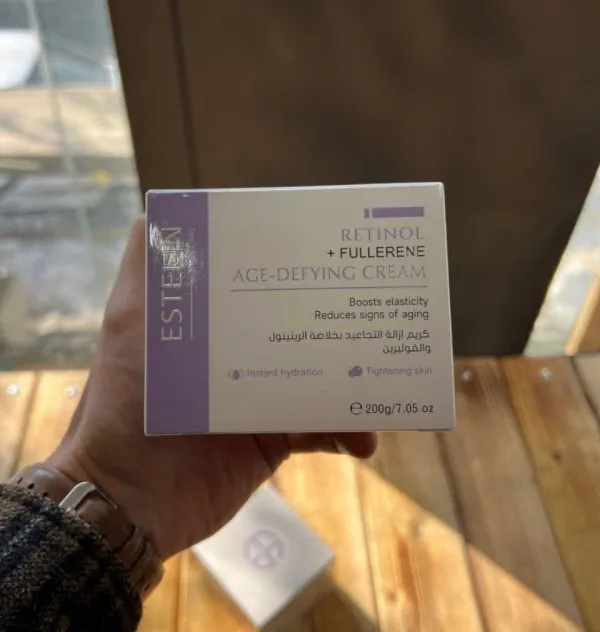 ESTELIN®
RETINOL
+ FULLERENE
AGE-DEFYING CREAM
Boosts elasticity
Reduces signs of aging
كريم ازالة التجاعيد بخلاصة الريتينول
والفوليرين
Instant hydration
Tightening skin
℮ 200g/7.05 oz